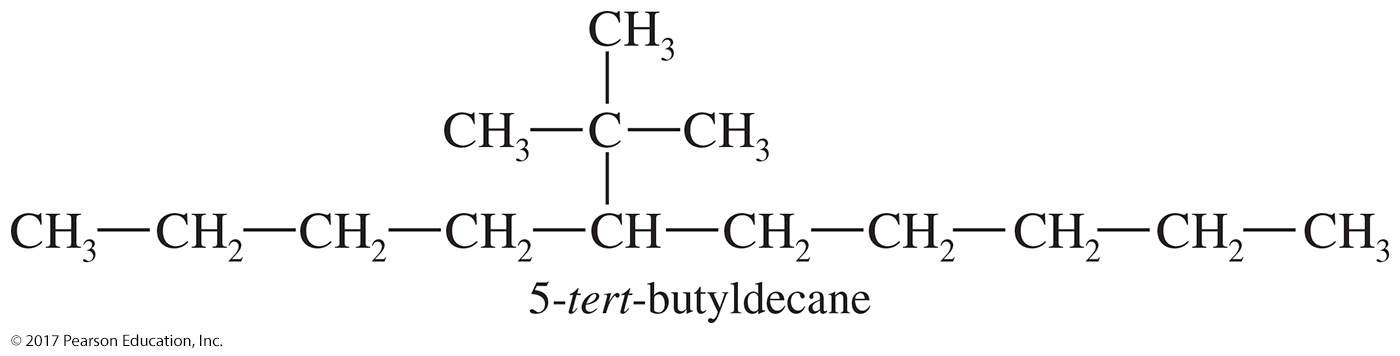 CH₃
CH₃—C—CH₃
CH₃—CH₂—CH₂—CH₂—CH—CH₂—CH₂—CH₂—CH₂—CH₃
5-tert-butyldecane
© 2017 Pearson Education, Inc.